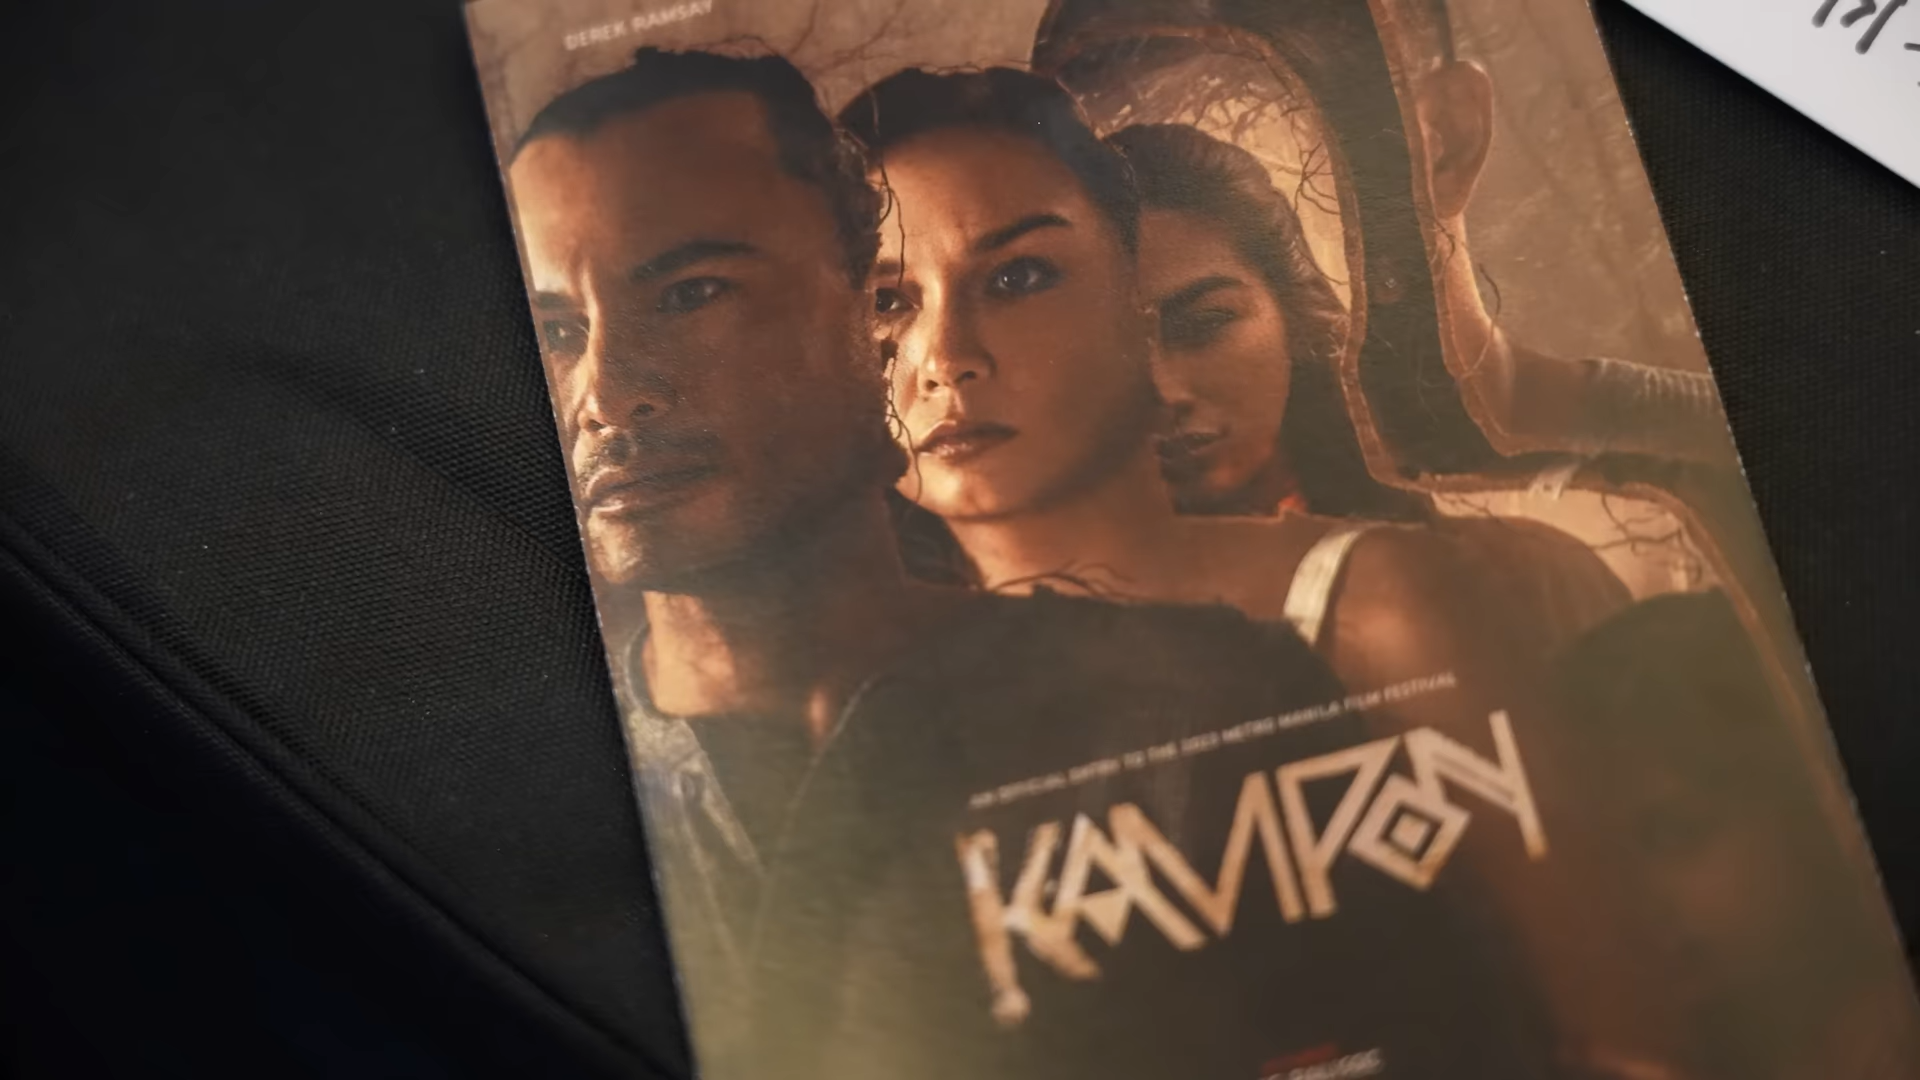 DEREK RAMSAY
AN OFFICIAL ENTRY TO THE 2023 METRO MANILA FILM FESTIVAL
KAMPON